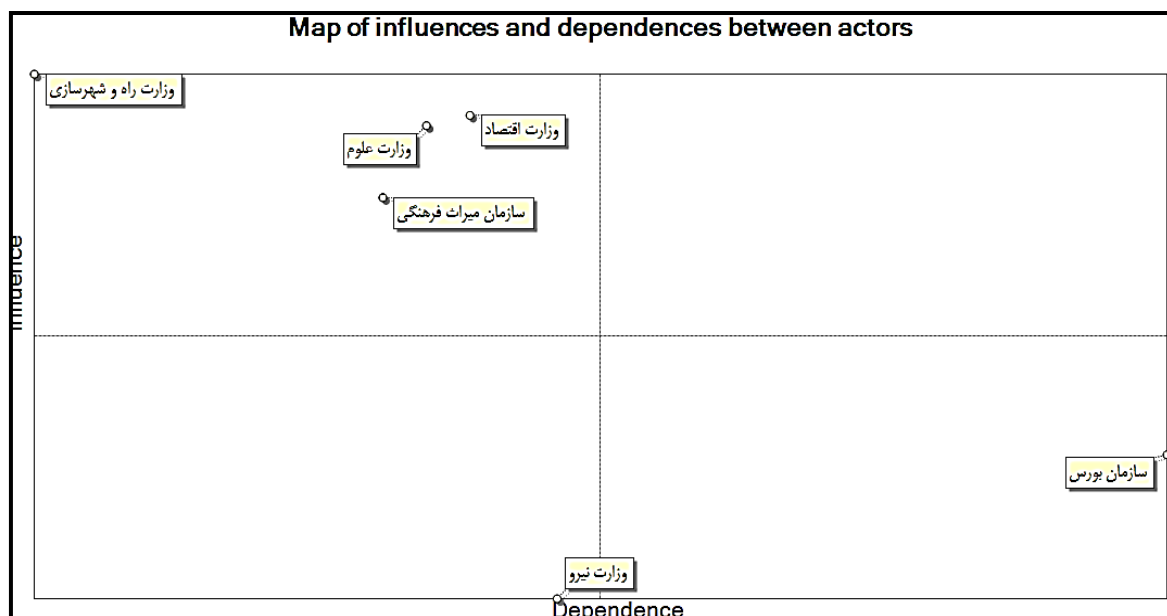 Map of influences and dependences between actors
وزارت راه و شهرسازی
وزارت اقتصاد
وزارت علوم
سازمان میراث فرهنگی
Influence
سازمان بورس
وزارت نیرو
Dependence